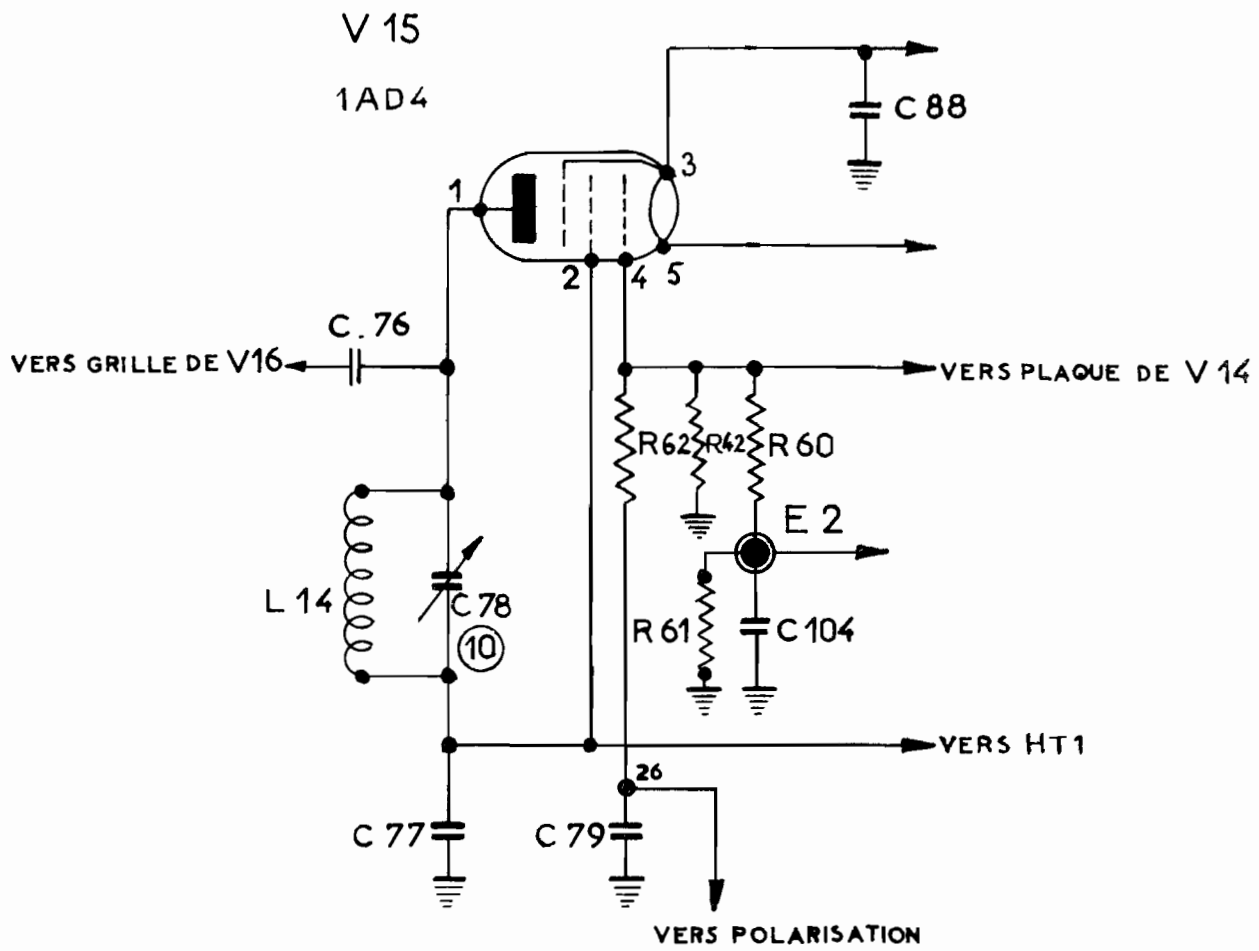 V 15
1AD4
C 88
3
1
2
4
5
C. 76
VERS GRILLE DE V16
VERS PLAQUE DE V 14
R62
R42
R 60
E 2
L 14
C 78
10
R 61
C 104
VERS HT1
26
C 77
C 79
VERS POLARISATION